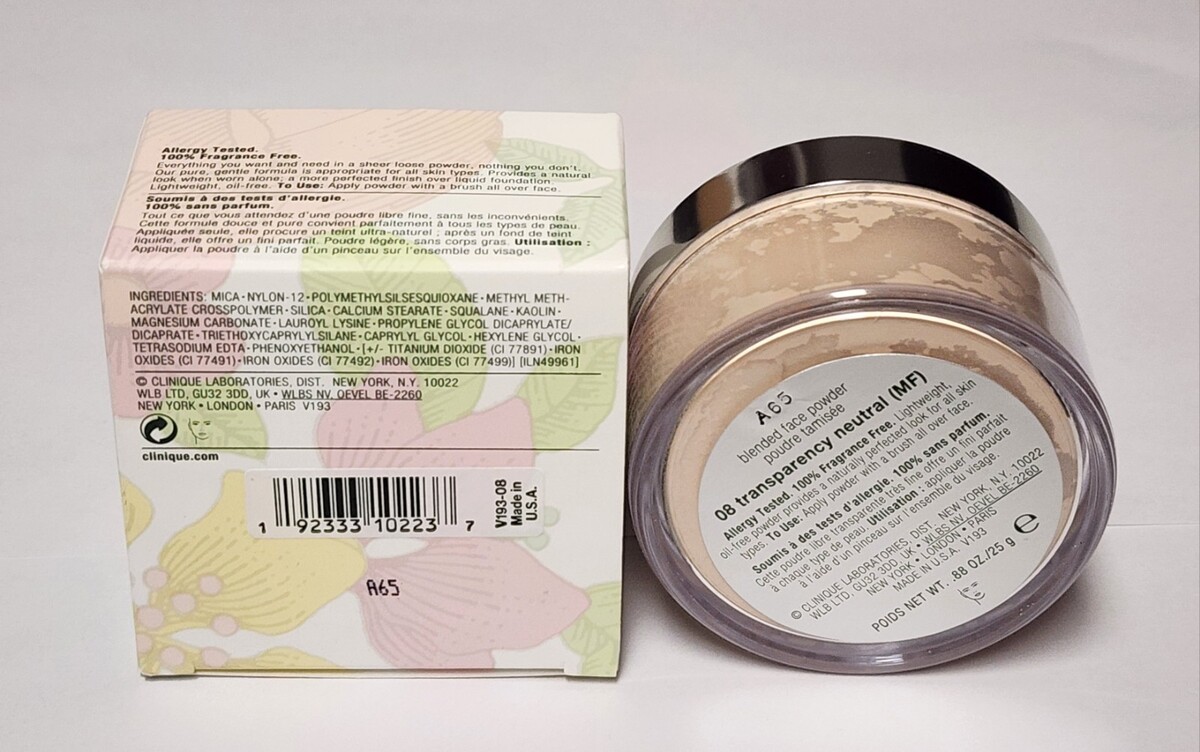 Allergy Tested.
100% Fragrance Free.
Everything you want and need in a sheer loose powder, nothing you don't.
Our pure, gentle formula is appropriate for all skin types. Provides a natural
look when worn alone; a more perfected finish over liquid foundation.
Lightweight, oil-free. To Use: Apply powder with a brush all over face.
Soumis à des tests d'allergie.
100% sans parfum.
Tout ce que vous attendez d'une poudre libre fine, sans les inconvénients.
Cette formule douce et pure convient parfaitement à tous les types de peau.
Appliquée seule, elle procure un teint ultra-naturel ; après un fond de teint
liquide, elle offre un fini parfait. Poudre légère, sans corps gras. Utilisation :
Appliquer la poudre à l'aide d'un pinceau sur l'ensemble du visage.
INGREDIENTS: MICA•NYLON-12•POLYMETHYLSILSESQUIOXANE•METHYL METH-
ACRYLATE CROSSPOLYMER•SILICA•CALCIUM STEARATE•SQUALANE•KAOLIN•
MAGNESIUM CARBONATE•LAUROYL LYSINE•PROPYLENE GLYCOL DICAPRYLATE/
DICAPRATE•TRIETHOXYCAPRYLYLSILANE•CAPRYLYL GLYCOL•HEXYLENE GLYCOL•
TETRASODIUM EDTA•PHENOXYETHANOL•[+/- TITANIUM DIOXIDE (CI 77891)•IRON
OXIDES (CI 77491)•IRON OXIDES (CI 77492)•IRON OXIDES (CI 77499)] [ILN49961]
© CLINIQUE LABORATORIES, DIST. NEW YORK, N.Y. 10022
WLB LTD, GU32 3DD, UK • WLBS NV, OEVEL BE-2260
NEW YORK • LONDON • PARIS V193
clinique.com
1 92333 10223 7
V193-08
Made in
U.S.A.
A65
A65
blended face powder
poudre tamisée
08 transparency neutral (MF)
Allergy Tested. 100% Fragrance Free. Lightweight,
oil-free powder provides a naturally perfected look for all skin
types. To Use: Apply powder with a brush all over face.
Soumis à des tests d'allergie. 100% sans parfum.
Cette poudre libre transparente très fine offre un fini parfait
à chaque type de peau. Utilisation : appliquer la poudre
à l'aide d'un pinceau sur l'ensemble du visage.
© CLINIQUE LABORATORIES, DIST. NEW YORK, N.Y. 10022
WLB LTD, GU32 3DD, UK • WLBS NV, OEVEL BE-2260
NEW YORK • LONDON • PARIS
MADE IN U.S.A. V193
POIDS NET WT. .88 OZ./25 g ℮